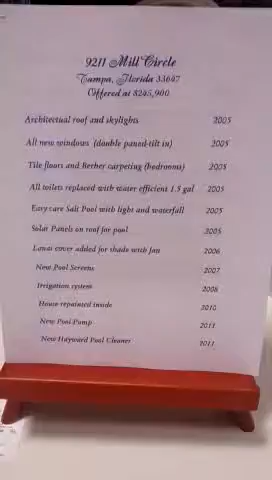 9211 Mill Circle
Tampa, Florida 33647
Offered at $245,900
Architectual roof and skylights 2005
All new windows (double paned-tilt in) 2005
Tile floors and Berber carpeting (bedrooms) 2005
All toilets replaced with water efficient 1.5 gal 2005
Easy care Salt Pool with light and waterfall 2005
Solar Panels on roof for pool 2005
Lanai cover added for shade with fan 2006
New Pool Screens 2007
Irrigation system 2008
House repainted inside 2010
New Pool Pump 2011
New Hayward Pool Cleaner 2011